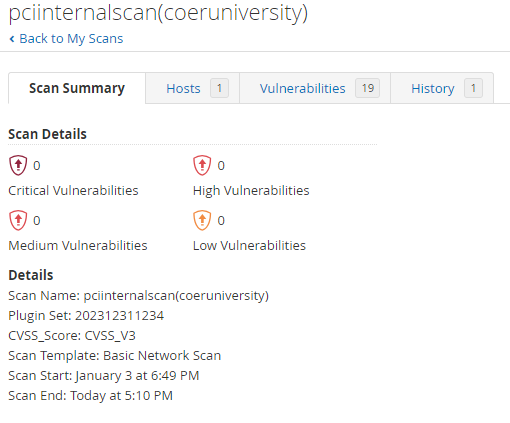 pciinternalscan(coeruniversity)
‹ Back to My Scans
Scan Summary Hosts 1 Vulnerabilities 19 History 1
Scan Details
0 0
Critical Vulnerabilities High Vulnerabilities
0 0
Medium Vulnerabilities Low Vulnerabilities
Details
Scan Name: pciinternalscan(coeruniversity)
Plugin Set: 202312311234
CVSS_Score: CVSS_V3
Scan Template: Basic Network Scan
Scan Start: January 3 at 6:49 PM
Scan End: Today at 5:10 PM